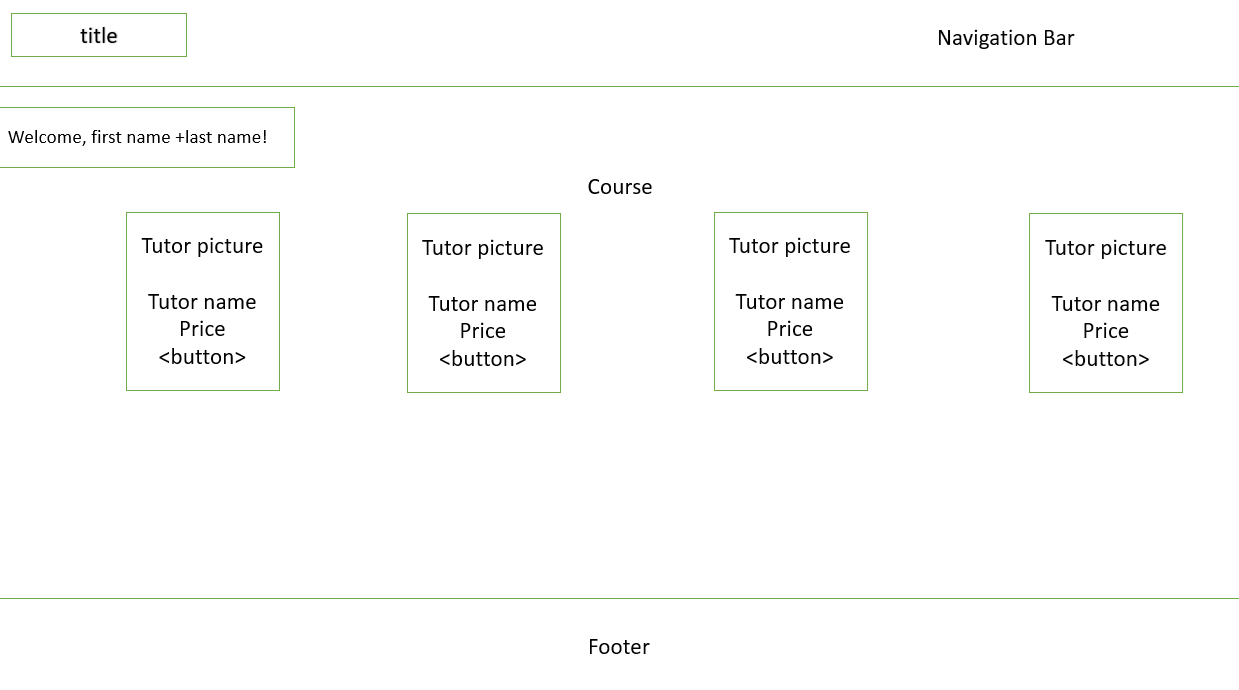 title
Navigation Bar
Welcome, first name +last name!
Course
Tutor picture
Tutor name
Price
<button>
Tutor picture
Tutor name
Price
<button>
Tutor picture
Tutor name
Price
<button>
Tutor picture
Tutor name
Price
<button>
Footer